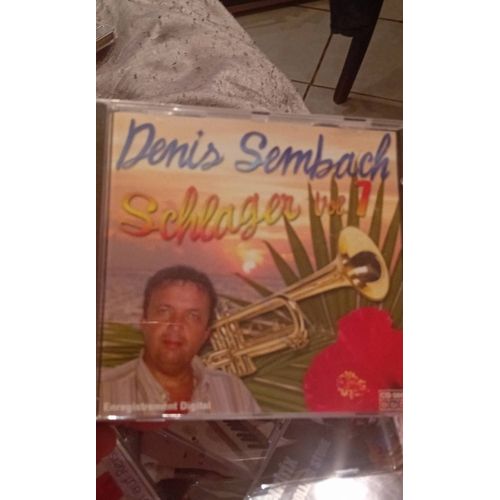 Denis Sembach
Schlager Vol 7
Enregistrement Digital